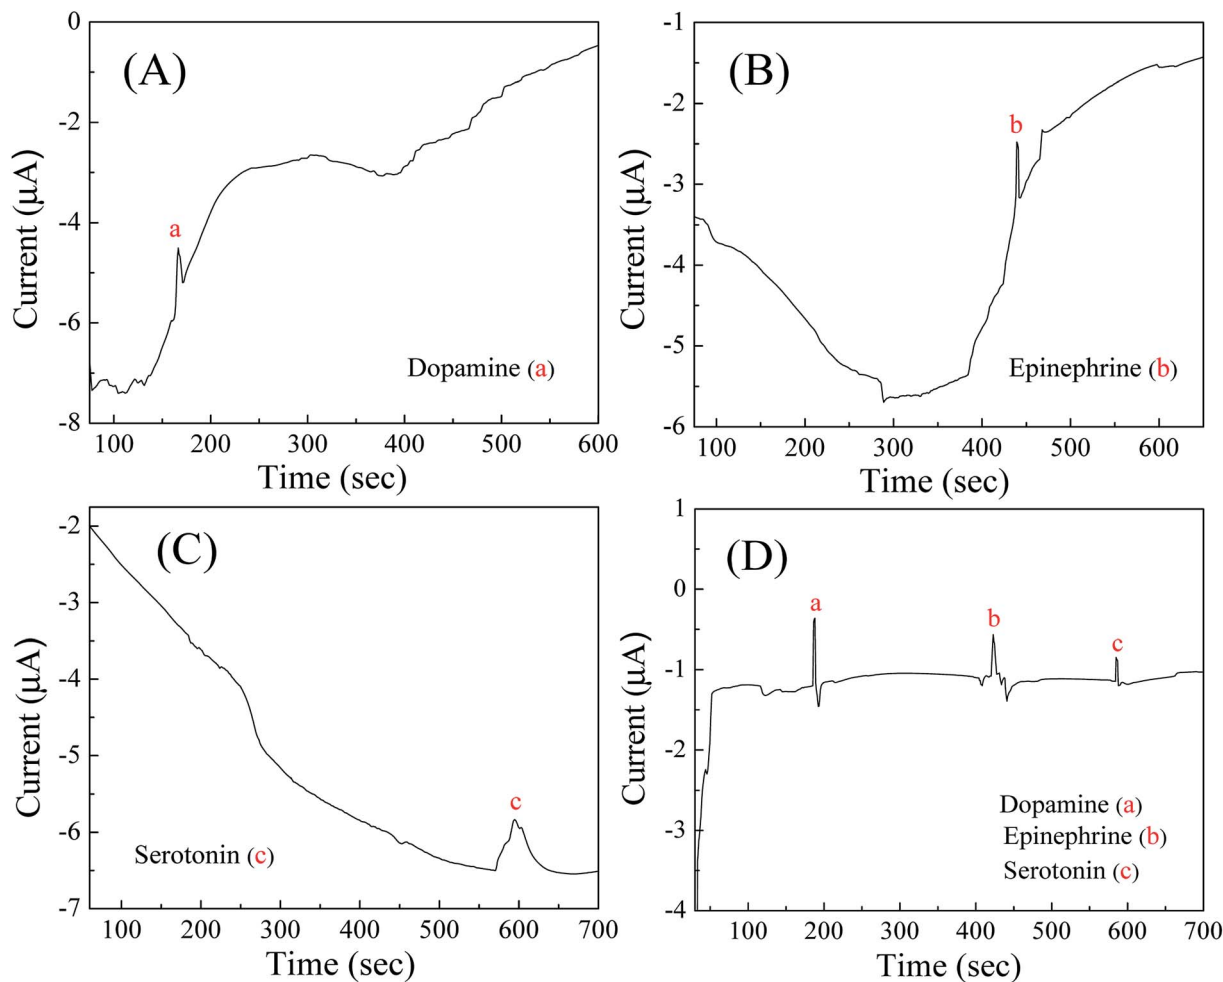 (A)
0
-2
-4
-6
-8
Current (μA)
a
Dopamine (a)
100 200 300 400 500 600
Time (sec)
(B)
-1
-2
-3
-4
-5
-6
Current (μA)
b
Epinephrine (b)
100 200 300 400 500 600
Time (sec)
(C)
-2
-3
-4
-5
-6
-7
Current (μA)
c
Serotonin (c)
100 200 300 400 500 600 700
Time (sec)
(D)
1
0
-1
-2
-3
-4
Current (μA)
a
b
c
Dopamine (a)
Epinephrine (b)
Serotonin (c)
100 200 300 400 500 600 700
Time (sec)